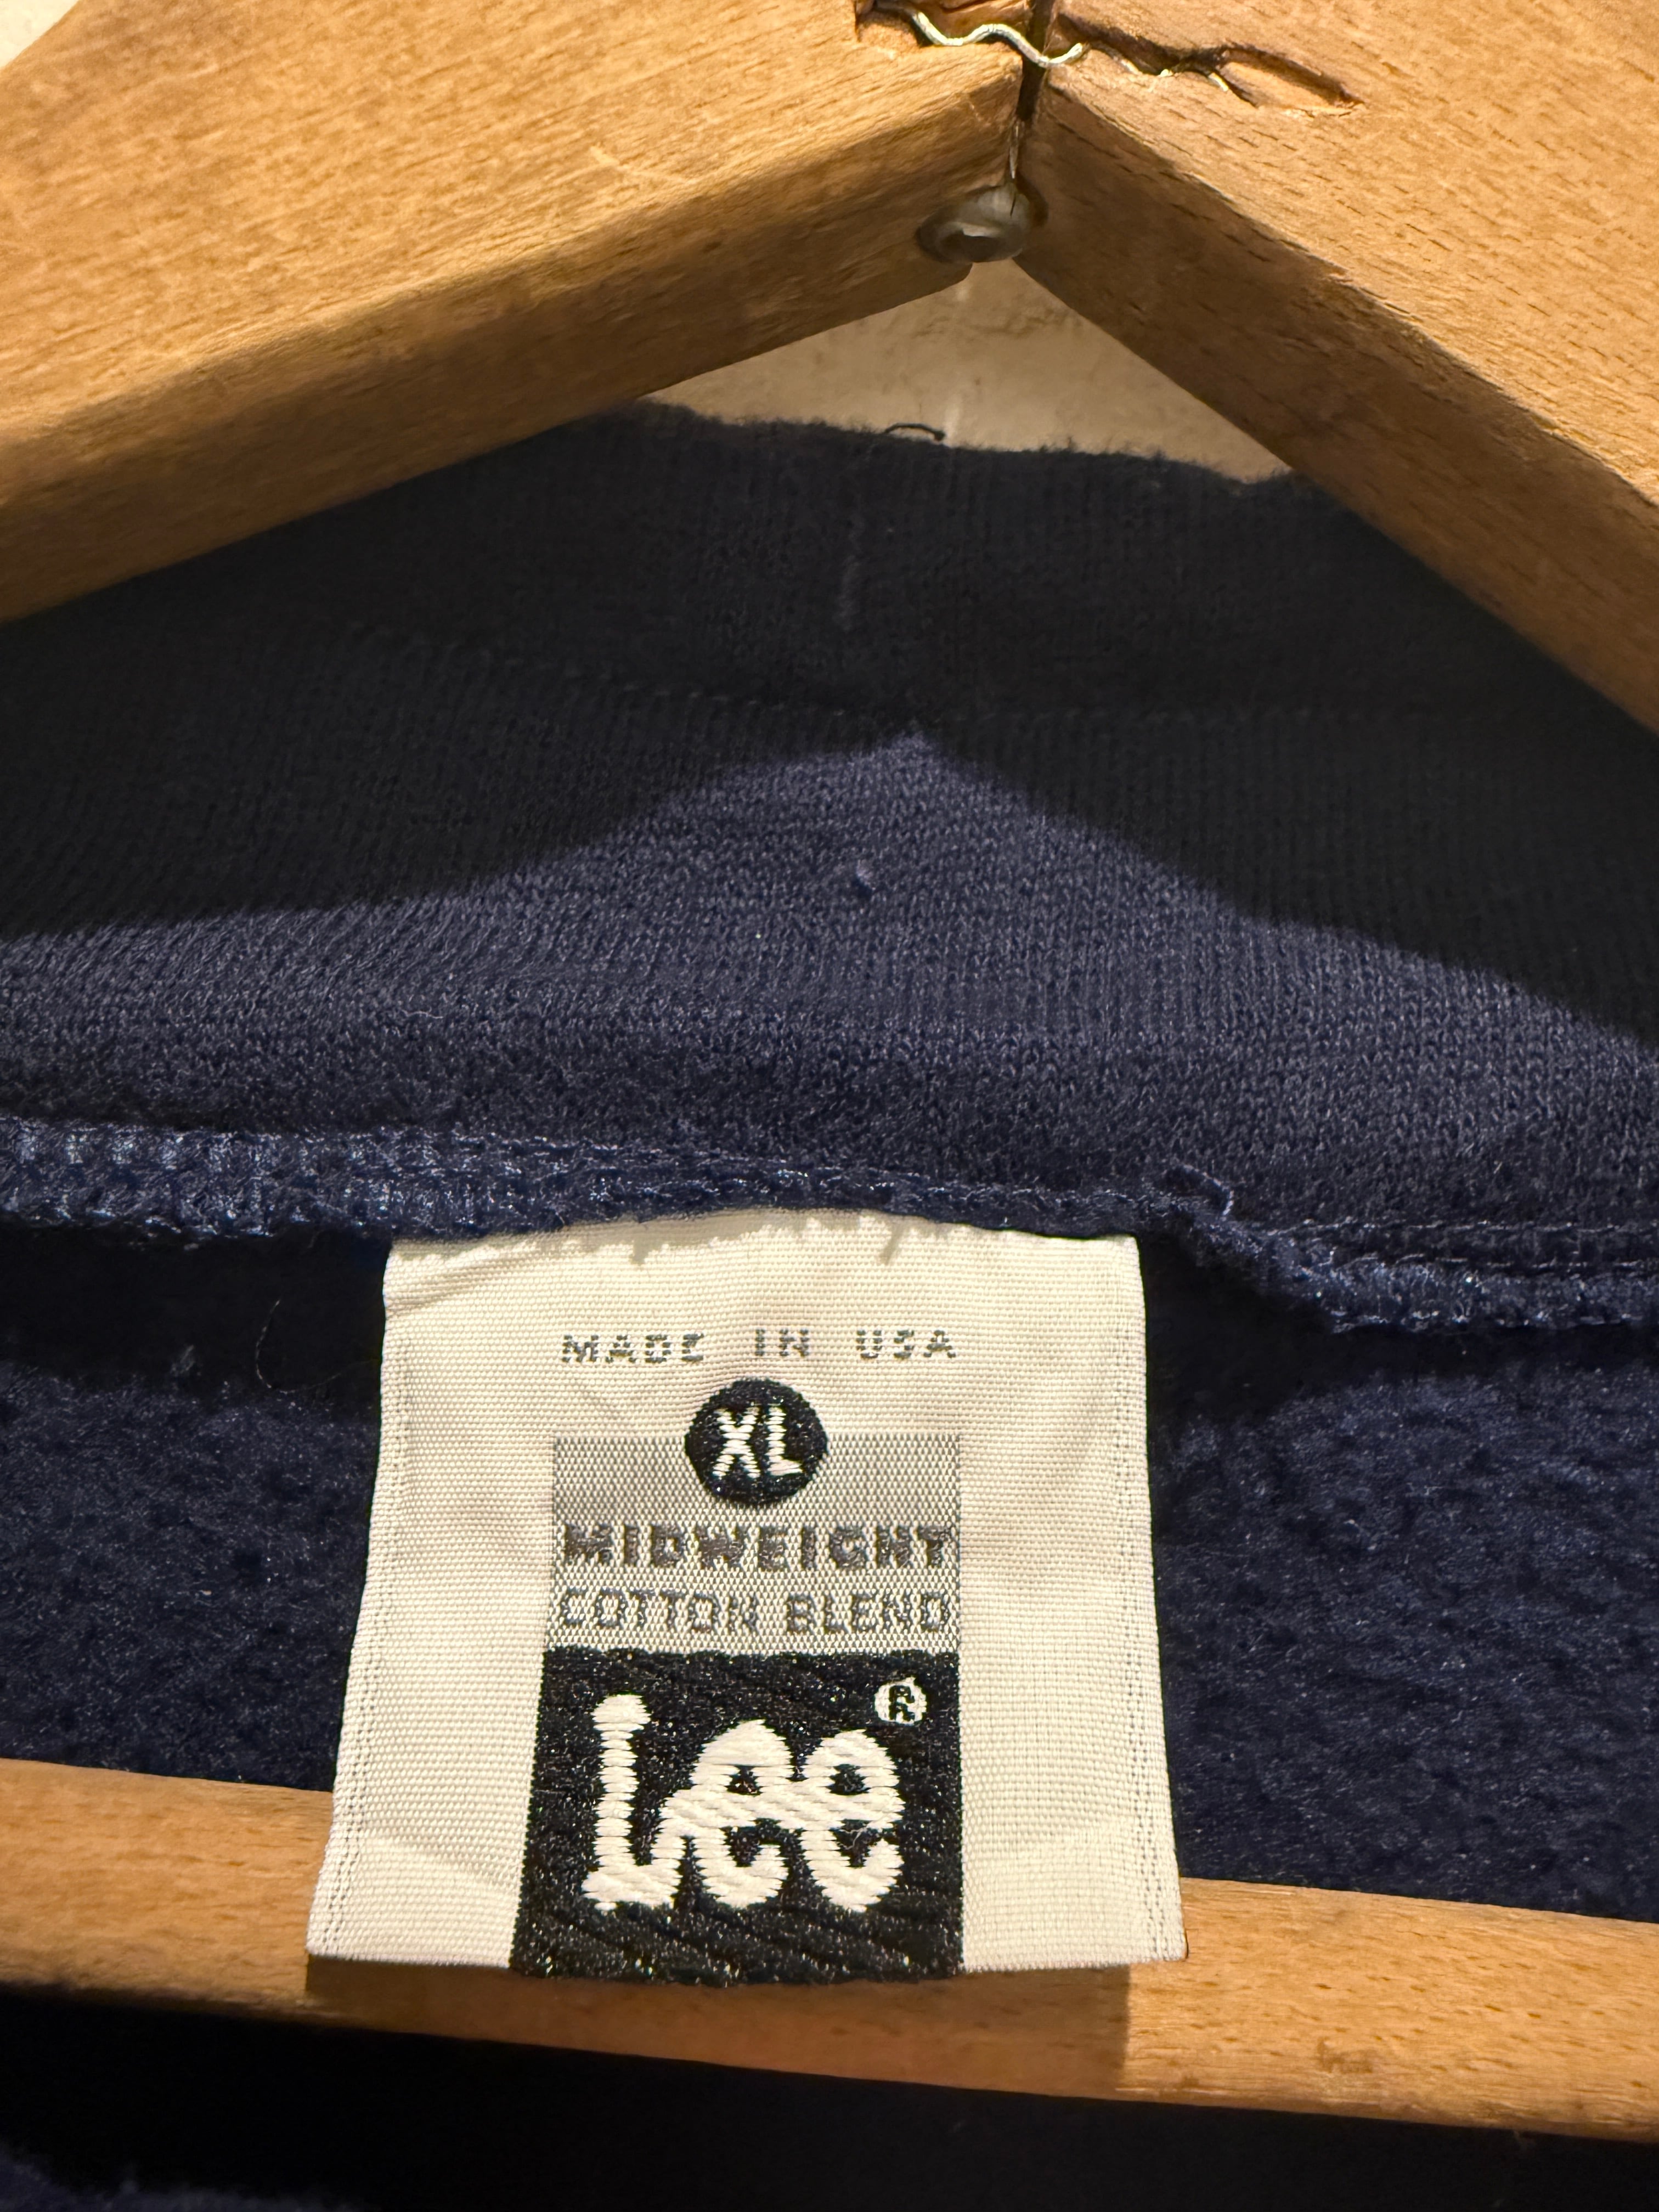 MADE IN USA
XL
MIDWEIGHT
COTTON BLEND
Lee ®